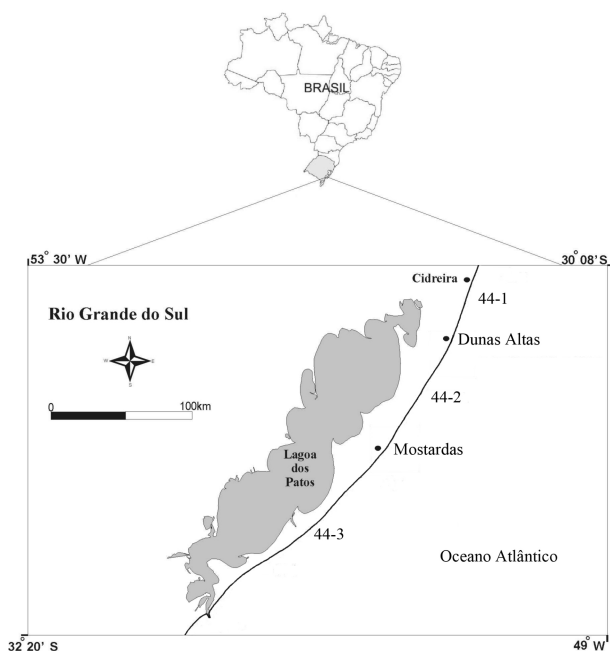 BRASIL
53° 30' W
30° 08' S
Cidreira
44-1
Rio Grande do Sul
N
W E
S
Dunas Altas
0 100km
44-2
Mostardas
Lagoa
dos
Patos
44-3
Oceano Atlântico
32° 20' S
49° W